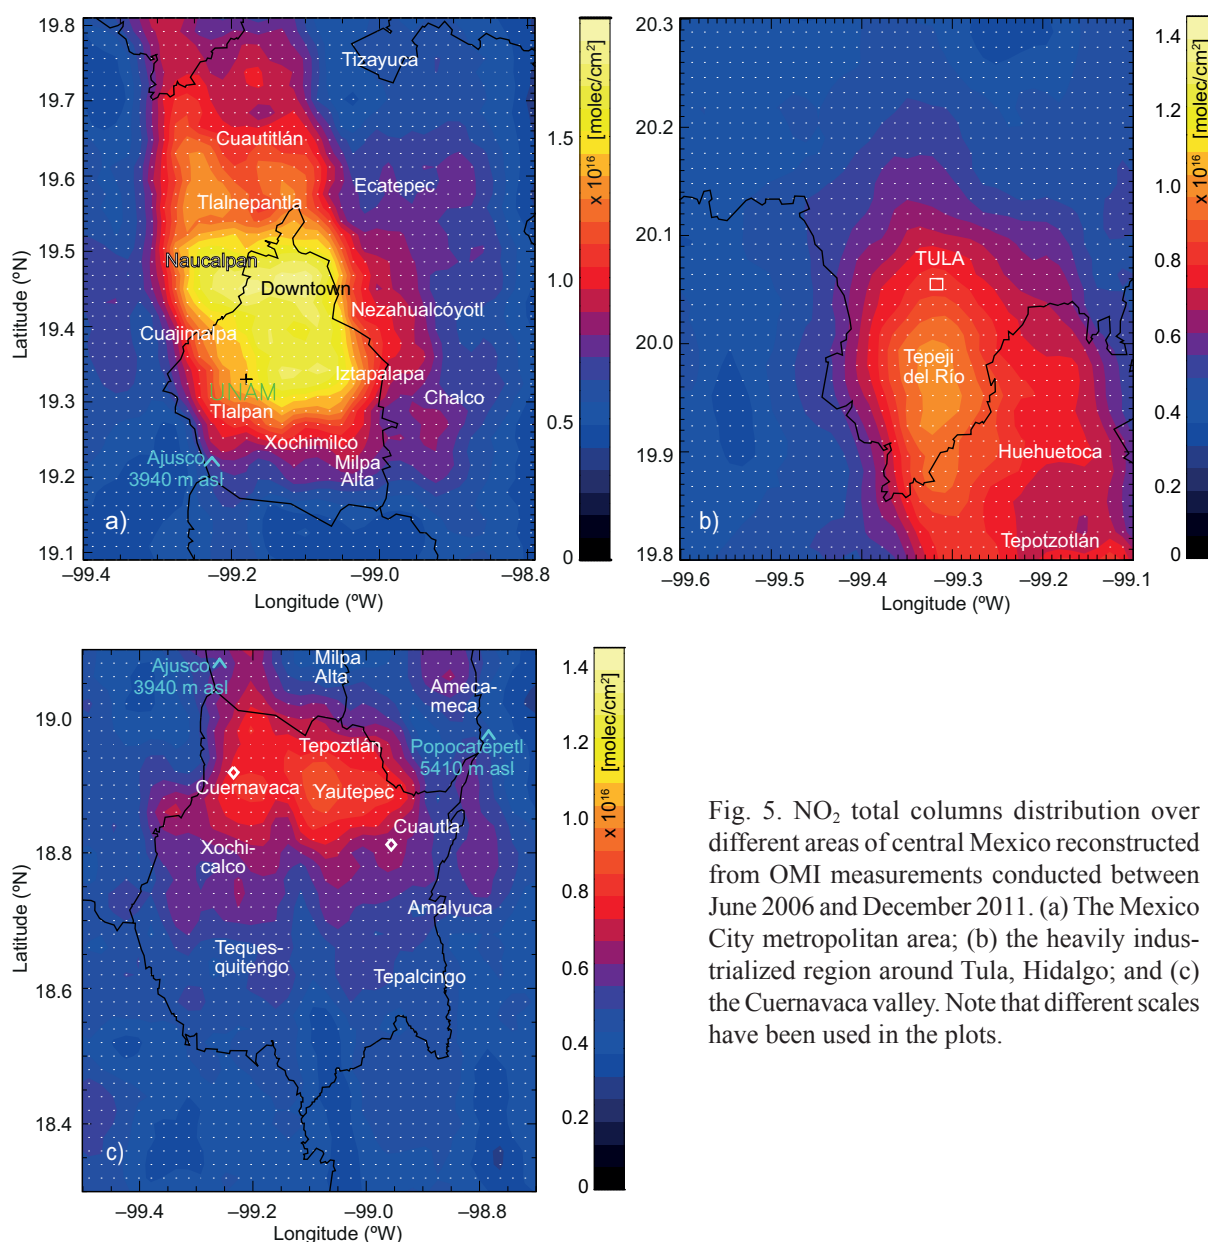 19.8
19.7
19.6
19.5
19.4
19.3
19.2
19.1
Latitude (ºN)
Tizayuca
Cuautitlán
Ecatepec
Tlalnepantla
Naucalpan
Downtown
Nezahualcóyotl
Cuajimalpa
Iztapalapa
UNAM
Chalco
Tlalpan
Xochimilco
Ajusco
3940 m asl
Milpa
Alta
a)
–99.4
–99.2
–99.0
–98.8
Longitude (ºW)
1.5
1.0
0.5
0
x 10¹⁶ [molec/cm²]
20.3
20.2
20.1
20.0
19.9
19.8
TULA
Tepeji
del Río
Huehuetoca
Tepotzotlán
b)
–99.6
–99.5
–99.4
–99.3
–99.2
–99.1
Longitude (ºW)
1.4
1.2
1.0
0.8
0.6
0.4
0.2
0
x 10¹⁶ [molec/cm²]
19.0
18.8
18.6
18.4
Latitude (ºN)
Ajusco
3940 m asl
Milpa
Alta
Ameca-
meca
Tepoztlán
Popocatépetl
5410 m asl
Cuernavaca
Yautepec
Cuautla
Xochi-
calco
Amalyuca
Teques-
quitengo
Tepalcingo
c)
–99.4
–99.2
–99.0
–98.8
Longitude (ºW)
1.4
1.2
1.0
0.8
0.6
0.4
0.2
0
x 10¹⁶ [molec/cm²]
Fig. 5. NO₂ total columns distribution over
different areas of central Mexico reconstructed
from OMI measurements conducted between
June 2006 and December 2011. (a) The Mexico
City metropolitan area; (b) the heavily indus-
trialized region around Tula, Hidalgo; and (c)
the Cuernavaca valley. Note that different scales
have been used in the plots.